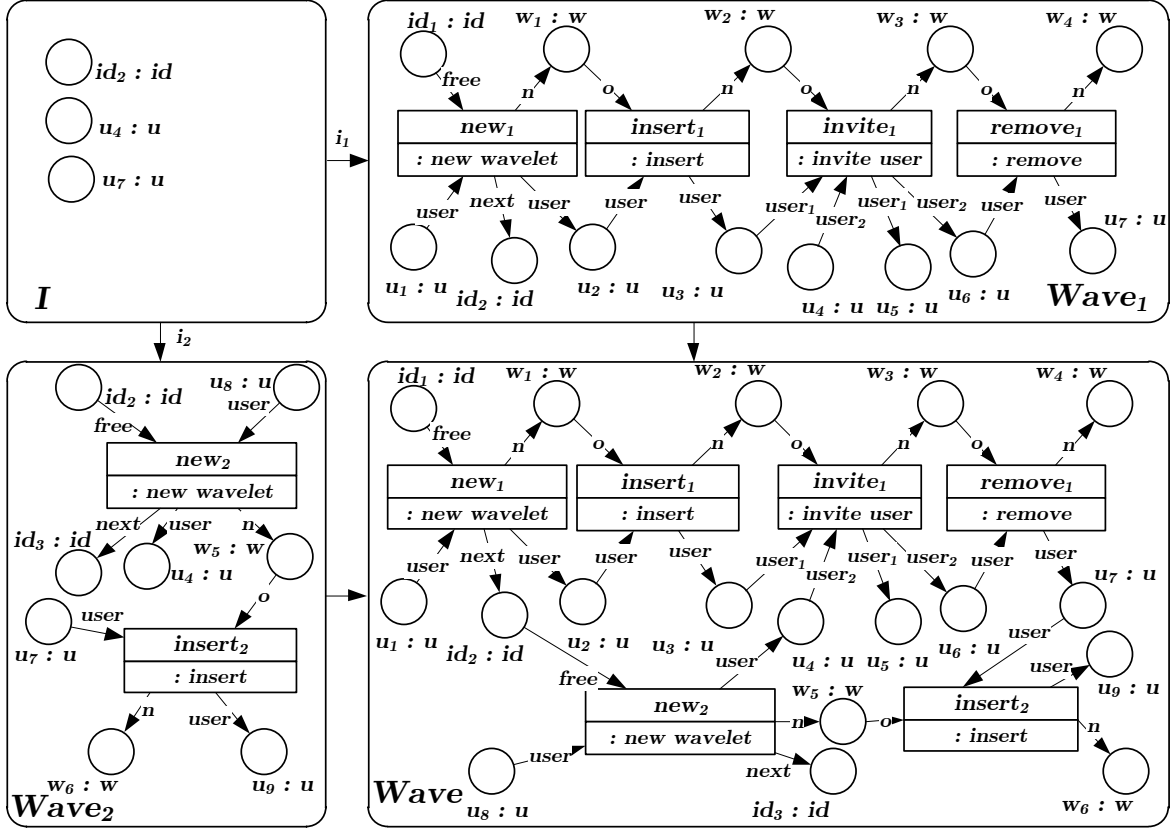 id₂ : id
u₄ : u
u₇ : u
I
i₁
i₂
id₁ : id
w₁ : w
w₂ : w
w₃ : w
w₄ : w
free
n
o
n
o
n
o
n
new₁
: new wavelet
insert₁
: insert
invite₁
: invite user
remove₁
: remove
user
next
user
user
user
user₁
user₂
user₁
user₂
user
user
u₁ : u
id₂ : id
u₂ : u
u₃ : u
u₄ : u
u₅ : u
u₆ : u
u₇ : u
Wave₁
id₂ : id
u₈ : u
free
user
new₂
: new wavelet
next
user
n
id₃ : id
u₄ : u
w₅ : w
o
user
u₇ : u
insert₂
: insert
n
user
w₆ : w
u₉ : u
Wave₂
id₁ : id
w₁ : w
w₂ : w
w₃ : w
w₄ : w
free
n
o
n
o
n
o
n
new₁
: new wavelet
insert₁
: insert
invite₁
: invite user
remove₁
: remove
user
next
user
user
user
user₁
user₂
user₁
user₂
user
user
u₁ : u
id₂ : id
u₂ : u
u₃ : u
u₄ : u
u₅ : u
u₆ : u
u₇ : u
free
user
user
user
u₉ : u
new₂
: new wavelet
w₅ : w
n
o
insert₂
: insert
n
user
next
u₈ : u
id₃ : id
w₆ : w
Wave